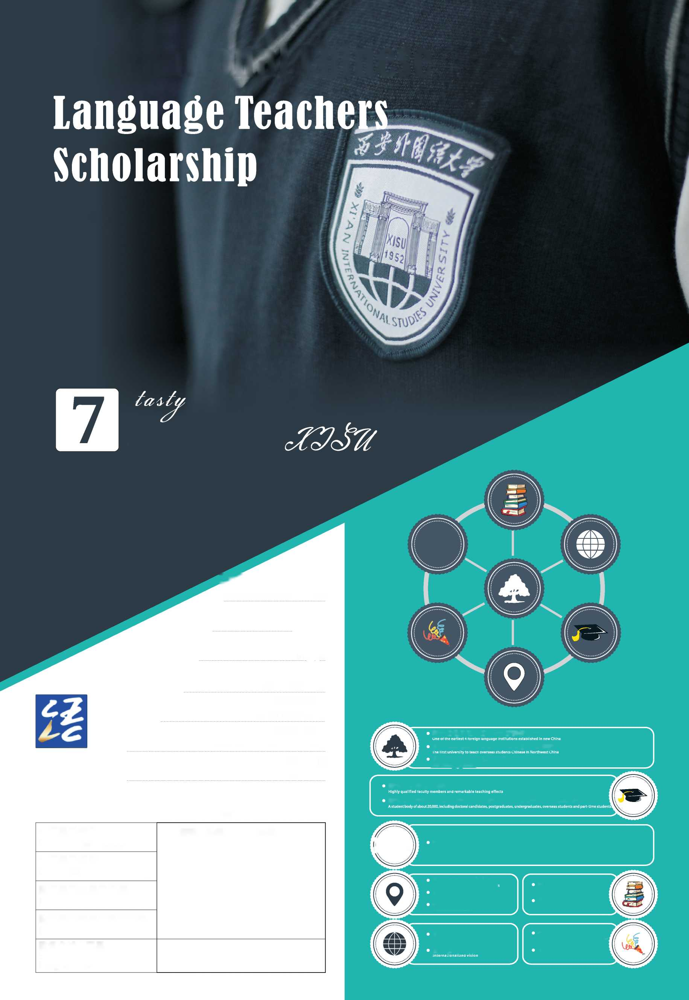 Language Teachers
Scholarship
西安外国语大学
XI'AN INTERNATIONAL STUDIES UNIVERSITY
XISU
1952
7
tasty
XISU
One of the earliest 4 foreign language institutions established in new China
The first university to teach overseas students Chinese in Northwest China
Highly qualified faculty members and remarkable teaching effects
A student body of about 20,000, including doctoral candidates, postgraduates, undergraduates, overseas students and part-time students
s
internationalized vision